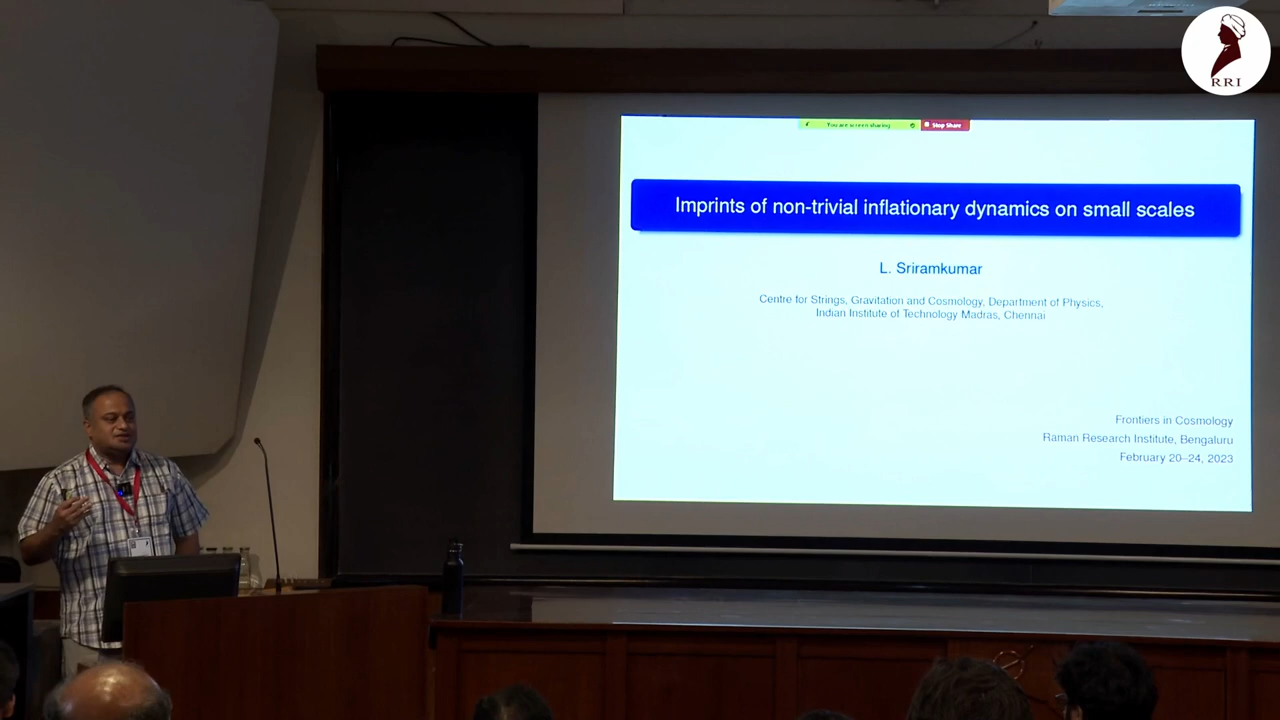 RRI
You are screen sharing
Stop Share
Imprints of non-trivial inflationary dynamics on small scales
L. Sriramkumar
Centre for Strings, Gravitation and Cosmology, Department of Physics,
Indian Institute of Technology Madras, Chennai
Frontiers in Cosmology
Raman Research Institute, Bengaluru
February 20–24, 2023